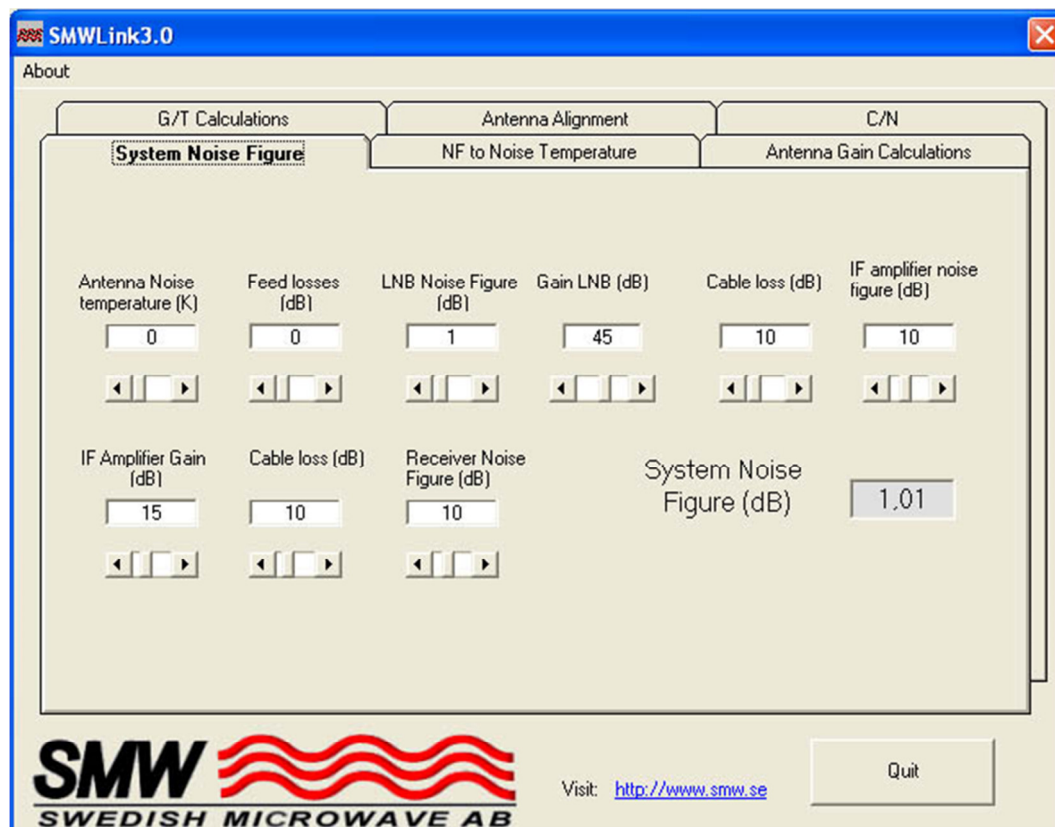 SMWLink3.0
About
G/T Calculations
Antenna Alignment
C/N
System Noise Figure
NF to Noise Temperature
Antenna Gain Calculations
Antenna Noise
temperature (K)
Feed losses
(dB)
LNB Noise Figure
(dB)
Gain LNB (dB)
Cable loss (dB)
IF amplifier noise
figure (dB)
0
0
1
45
10
10
IF Amplifier Gain
(dB)
Cable loss (dB)
Receiver Noise
Figure (dB)
15
10
10
System Noise
Figure (dB)
1,01
SMW
SWEDISH MICROWAVE AB
Visit: http://www.smw.se
Quit